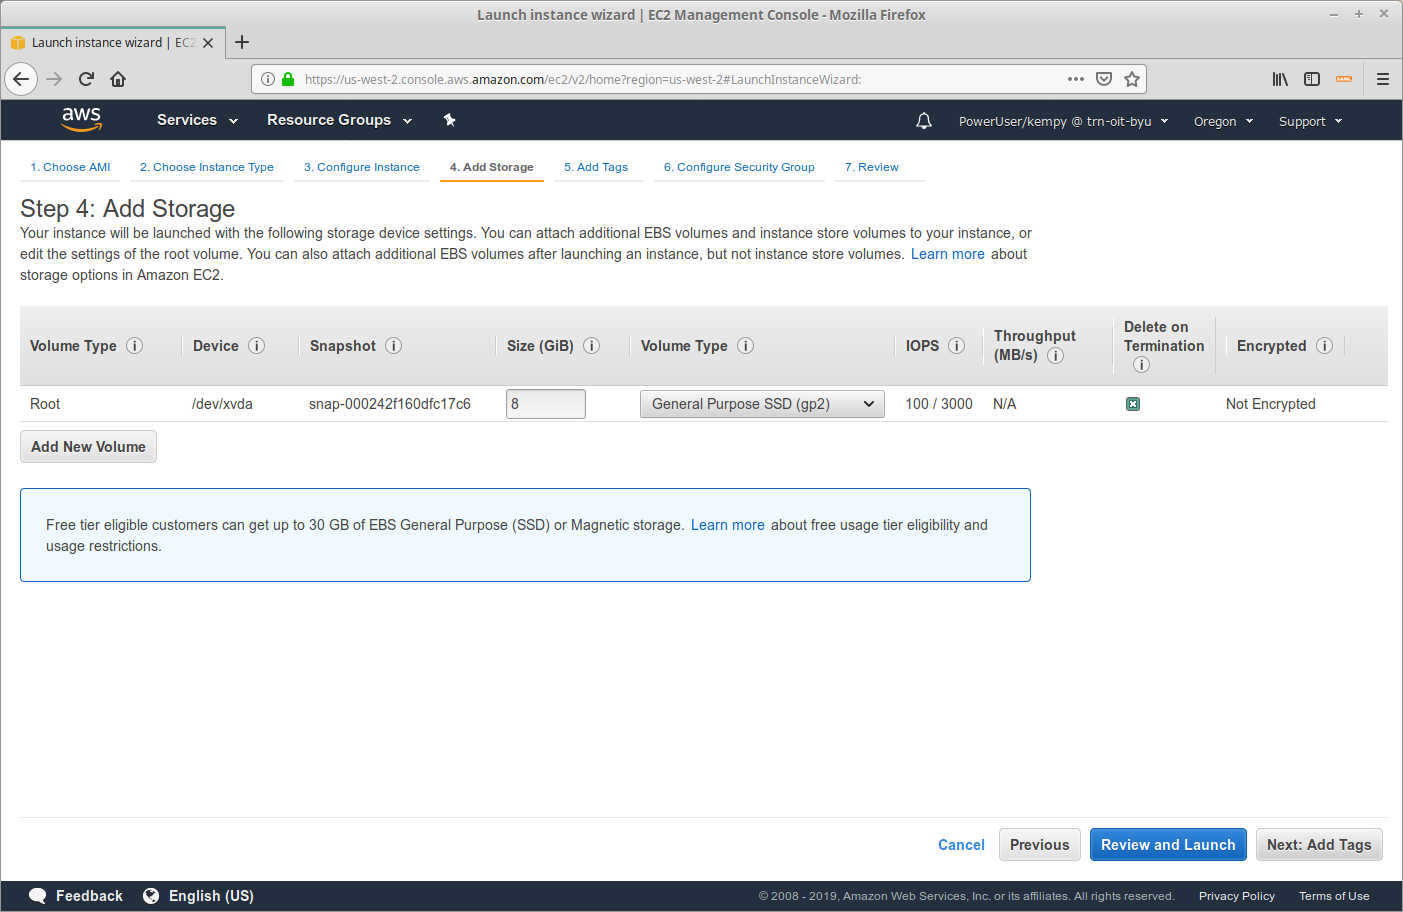 Launch instance wizard | EC2 Management Console - Mozilla Firefox
Launch instance wizard | EC2
https://us-west-2.console.aws.amazon.com/ec2/v2/home?region=us-west-2#LaunchInstanceWizard:
aws Services Resource Groups PowerUser/kempy @ trn-oit-byu Oregon Support
1. Choose AMI 2. Choose Instance Type 3. Configure Instance 4. Add Storage 5. Add Tags 6. Configure Security Group 7. Review
Step 4: Add Storage
Your instance will be launched with the following storage device settings. You can attach additional EBS volumes and instance store volumes to your instance, or
edit the settings of the root volume. You can also attach additional EBS volumes after launching an instance, but not instance store volumes. Learn more about
storage options in Amazon EC2.
Volume Type Device Snapshot Size (GiB) Volume Type IOPS Throughput (MB/s) Delete on Termination Encrypted
Root /dev/xvda snap-000242f160dfc17c6 8 General Purpose SSD (gp2) 100 / 3000 N/A Not Encrypted
Add New Volume
Free tier eligible customers can get up to 30 GB of EBS General Purpose (SSD) or Magnetic storage. Learn more about free usage tier eligibility and
usage restrictions.
Cancel Previous Review and Launch Next: Add Tags
Feedback English (US) © 2008 - 2019, Amazon Web Services, Inc. or its affiliates. All rights reserved. Privacy Policy Terms of Use